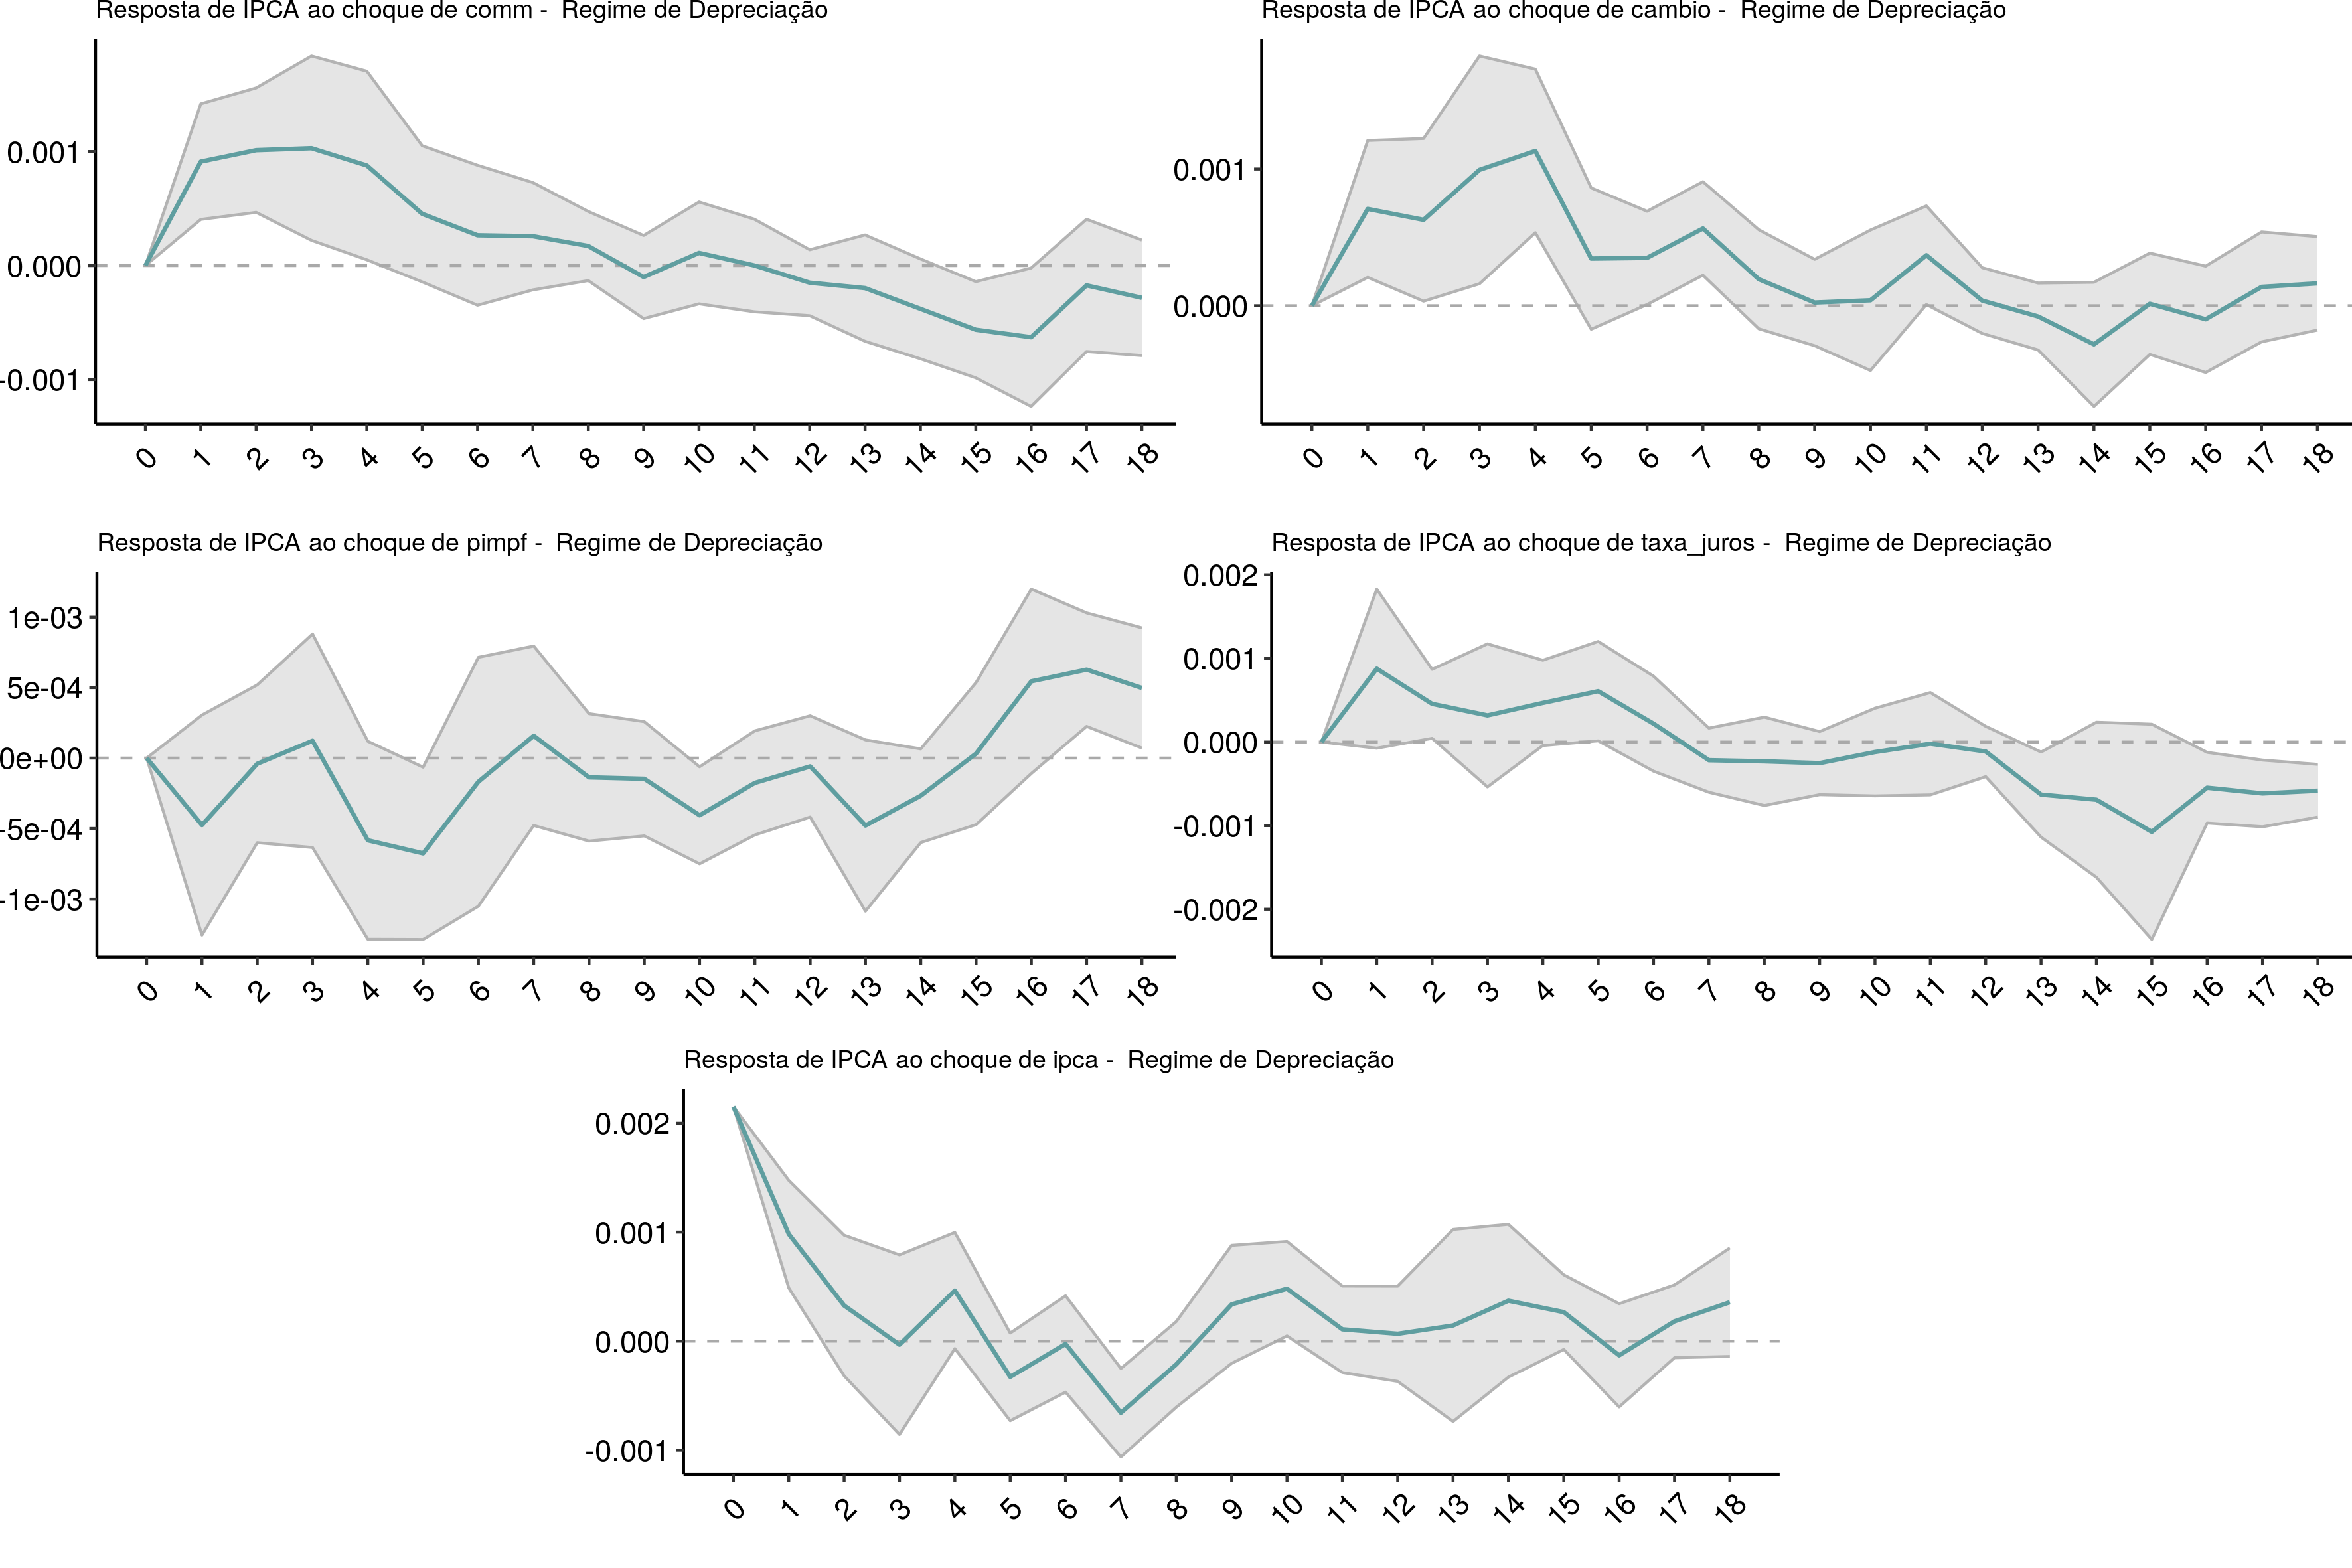 Resposta de IPCA ao choque de comm -  Regime de Depreciação
0.001
0.000
-0.001
0 1 2 3 4 5 6 7 8 9 10 11 12 13 14 15 16 17 18
Resposta de IPCA ao choque de cambio -  Regime de Depreciação
0.001
0.000
0 1 2 3 4 5 6 7 8 9 10 11 12 13 14 15 16 17 18
Resposta de IPCA ao choque de pimpf -  Regime de Depreciação
1e-03
5e-04
0e+00
-5e-04
-1e-03
0 1 2 3 4 5 6 7 8 9 10 11 12 13 14 15 16 17 18
Resposta de IPCA ao choque de taxa_juros -  Regime de Depreciação
0.002
0.001
0.000
-0.001
-0.002
0 1 2 3 4 5 6 7 8 9 10 11 12 13 14 15 16 17 18
Resposta de IPCA ao choque de ipca -  Regime de Depreciação
0.002
0.001
0.000
-0.001
0 1 2 3 4 5 6 7 8 9 10 11 12 13 14 15 16 17 18